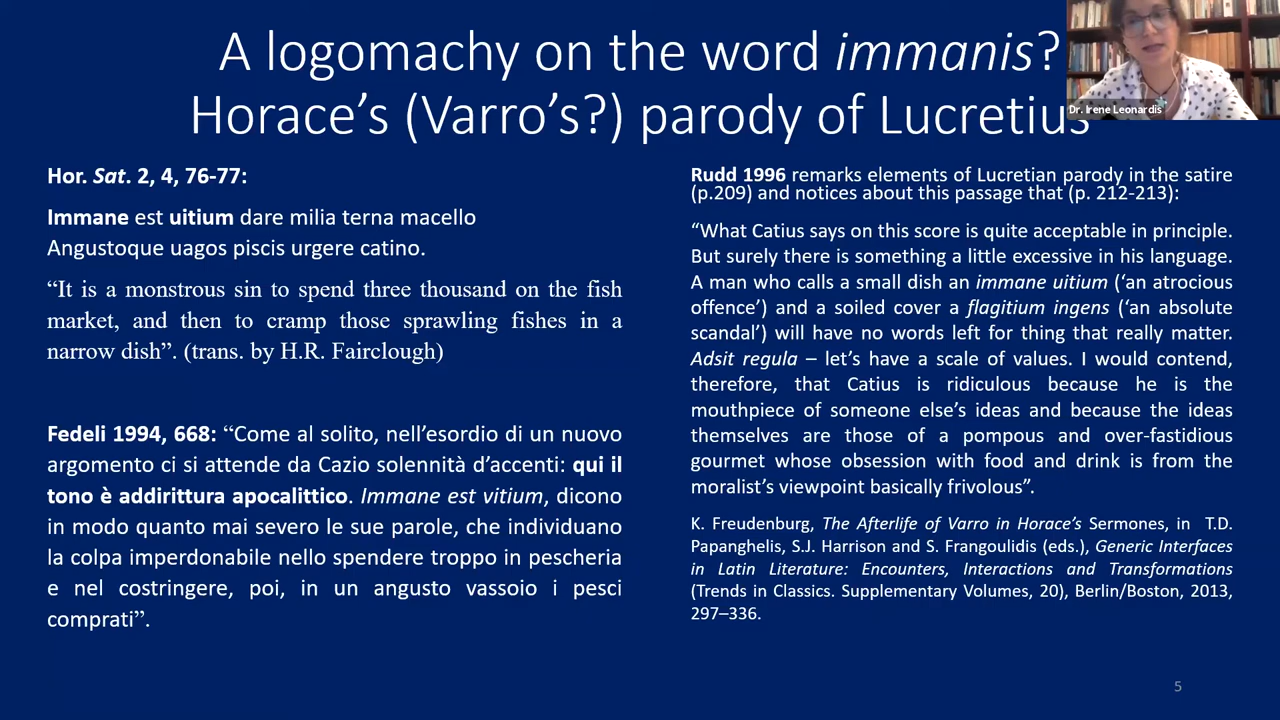 A logomachy on the word immanis?
Horace's (Varro's?) parody of Lucretius
Dr. Irene Leonardis
Hor. Sat. 2, 4, 76-77:
Immane est uitium dare milia terna macello
Angustoque uagos piscis urgere catino.
“It is a monstrous sin to spend three thousand on the fish
market, and then to cramp those sprawling fishes in a
narrow dish”. (trans. by H.R. Fairclough)
Fedeli 1994, 668: “Come al solito, nell’esordio di un nuovo
argomento ci si attende da Cazio solennità d’accenti: qui il
tono è addirittura apocalittico. Immane est vitium, dicono
in modo quanto mai severo le sue parole, che individuano
la colpa imperdonabile nello spendere troppo in pescheria
e nel costringere, poi, in un angusto vassoio i pesci
comprati”.
Rudd 1996 remarks elements of Lucretian parody in the satire
(p.209) and notices about this passage that (p. 212-213):
“What Catius says on this score is quite acceptable in principle.
But surely there is something a little excessive in his language.
A man who calls a small dish an immane uitium (‘an atrocious
offence’) and a soiled cover a flagitium ingens (‘an absolute
scandal’) will have no words left for thing that really matter.
Adsit regula – let’s have a scale of values. I would contend,
therefore, that Catius is ridiculous because he is the
mouthpiece of someone else’s ideas and because the ideas
themselves are those of a pompous and over-fastidious
gourmet whose obsession with food and drink is from the
moralist’s viewpoint basically frivolous”.
K. Freudenburg, The Afterlife of Varro in Horace’s Sermones, in T.D.
Papanghelis, S.J. Harrison and S. Frangoulidis (eds.), Generic Interfaces
in Latin Literature: Encounters, Interactions and Transformations
(Trends in Classics. Supplementary Volumes, 20), Berlin/Boston, 2013,
297–336.
5